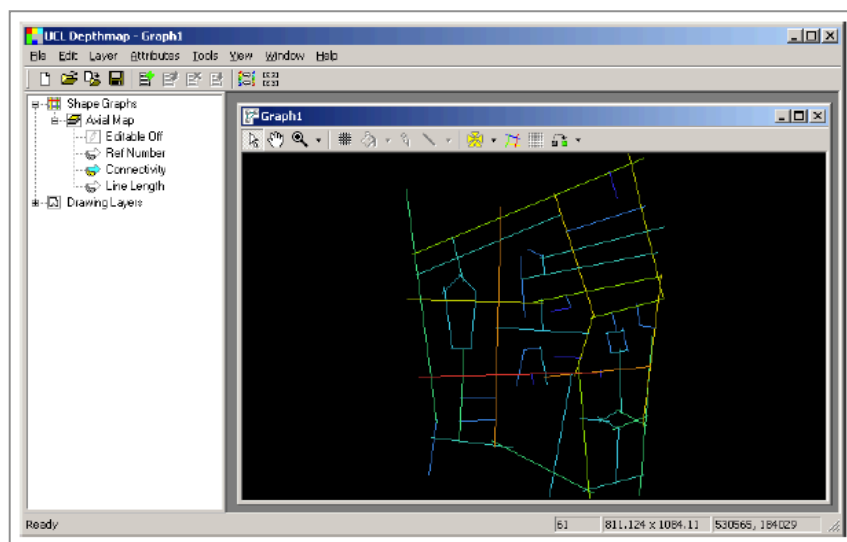 UCL Depthmap - Graph1
File Edit Layer Attributes Tools View Window Help
Shape Graphs
Axial Map
Editable Off
Ref Number
Connectivity
Line Length
Drawing Layers
Graph1
Ready
61
811.124 x 1084.11
530565, 184029